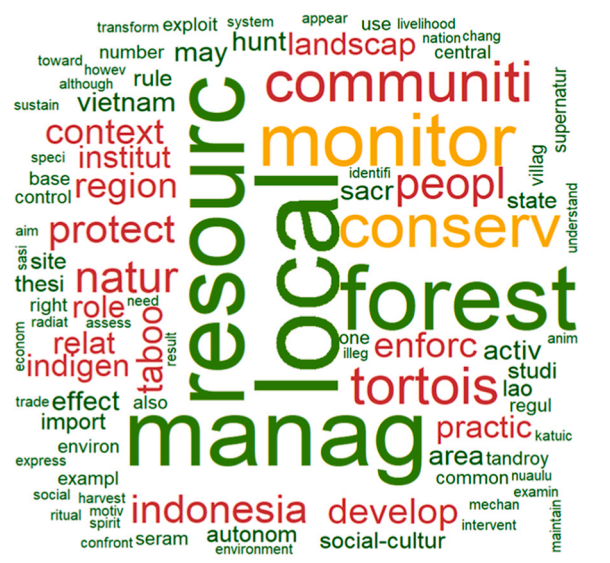 transform exploit system appear use livelihood
toward number may hunt landscap nation chang central
howev although rule communiti supernatur
sustain vietnam resourc monitor
context institut identifi villag
speci base region sacr peopl state
control local conserv understand
aim protect
sasi site natur forest
thesi right role need
radiat assess taboo one anim
econom relat result illeg enforc activ
indigen tortois studi lao
trade effect also regul
import manag practic katuic
environ area tandroy
express exampl common nuaulu
social harvest indonesia develop examin
ritual motiv spirit mechan maintain
confront seram autonom social-cultur intervent
environment